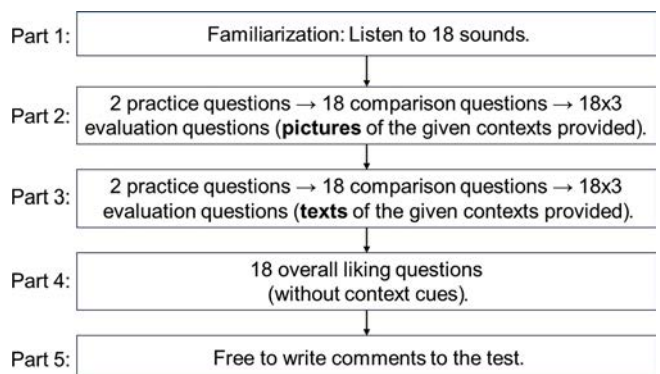 Part 1: Familiarization: Listen to 18 sounds.
Part 2: 2 practice questions → 18 comparison questions → 18x3
evaluation questions (pictures of the given contexts provided).
Part 3: 2 practice questions → 18 comparison questions → 18x3
evaluation questions (texts of the given contexts provided).
Part 4: 18 overall liking questions
(without context cues).
Part 5: Free to write comments to the test.